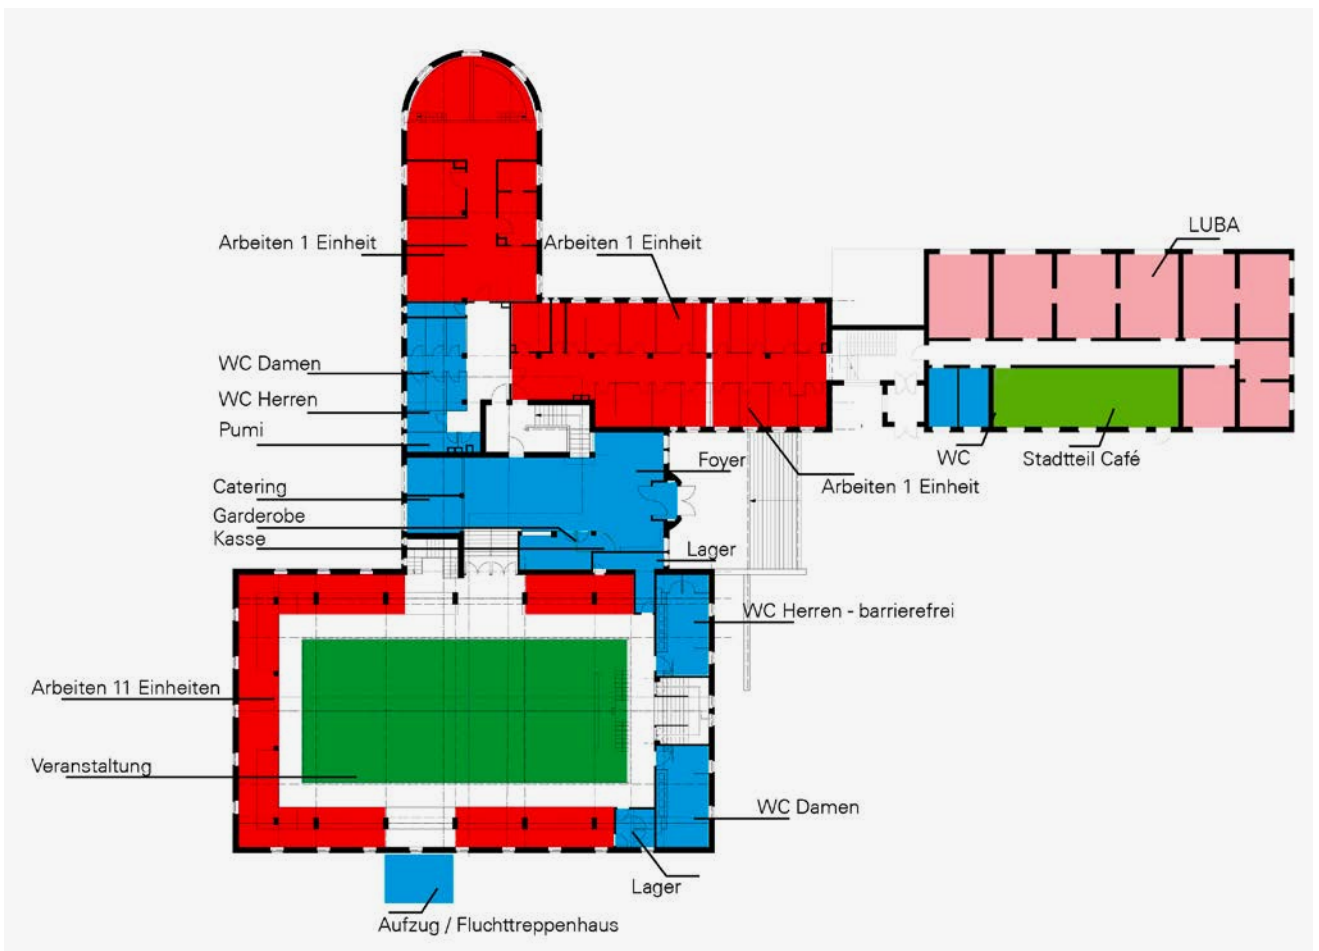 LUBA
Arbeiten 1 Einheit
Arbeiten 1 Einheit
WC Damen
WC Herren
Pumi
Foyer
WC
Stadtteil Café
Arbeiten 1 Einheit
Catering
Garderobe
Kasse
Lager
WC Herren - barrierefrei
Arbeiten 11 Einheiten
Veranstaltung
WC Damen
Lager
Aufzug / Fluchttreppenhaus